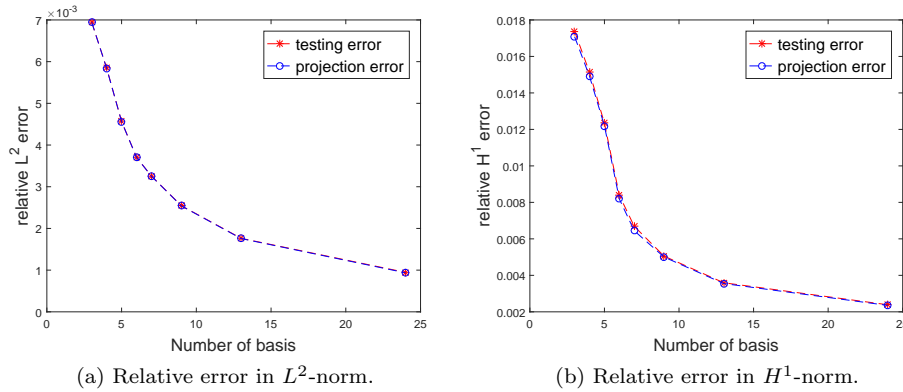 ×10⁻³
7
6
5
4
3
2
1
0
0 5 10 15 20 25
relative L² error
Number of basis
testing error
projection error
(a) Relative error in L²-norm.
0.018
0.016
0.014
0.012
0.01
0.008
0.006
0.004
0.002
0 5 10 15 20 25
relative H¹ error
Number of basis
testing error
projection error
(b) Relative error in H¹-norm.